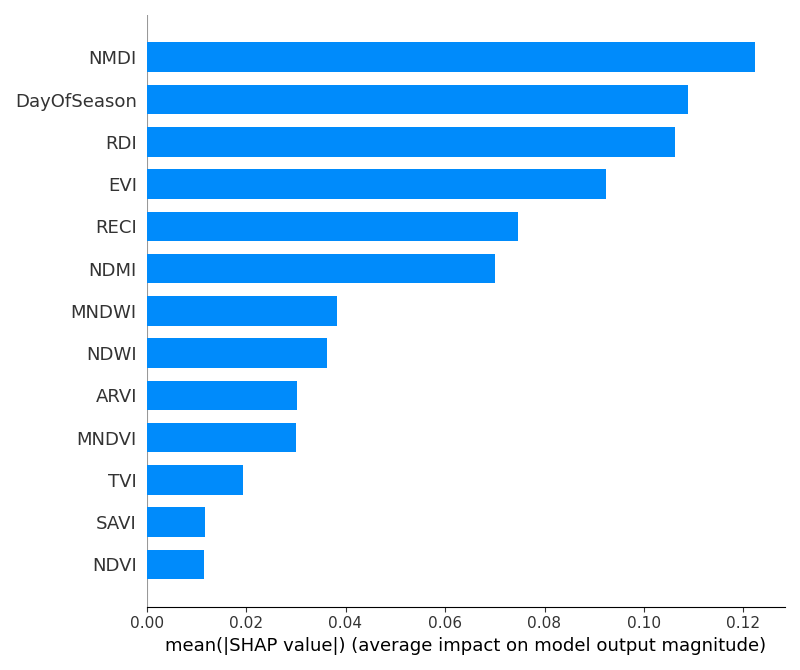 NMDI
DayOfSeason
RDI
EVI
RECI
NDMI
MNDWI
NDWI
ARVI
MNDVI
TVI
SAVI
NDVI
0.00 0.02 0.04 0.06 0.08 0.10 0.12
mean(|SHAP value|) (average impact on model output magnitude)